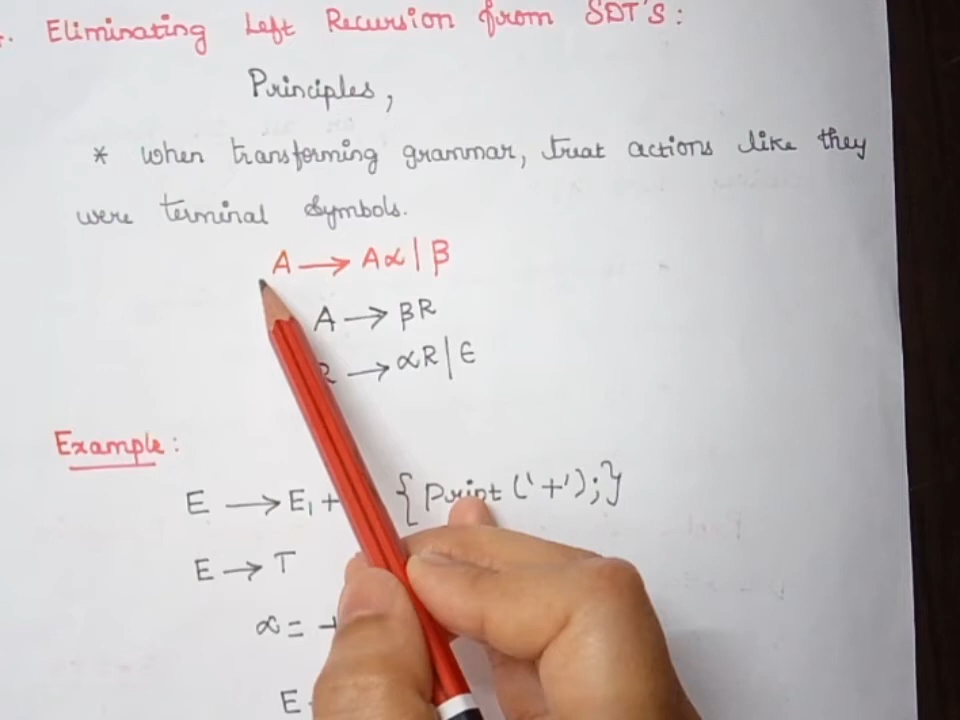 Eliminating Left Recursion from SDT'S :
Principles,
* when transforming grammar, treat actions like they
were terminal symbols.
A → Aα | β
A → βR
R → αR | ε
Example :
E → E₁ + { print ('+'); }
E → T
α =
E